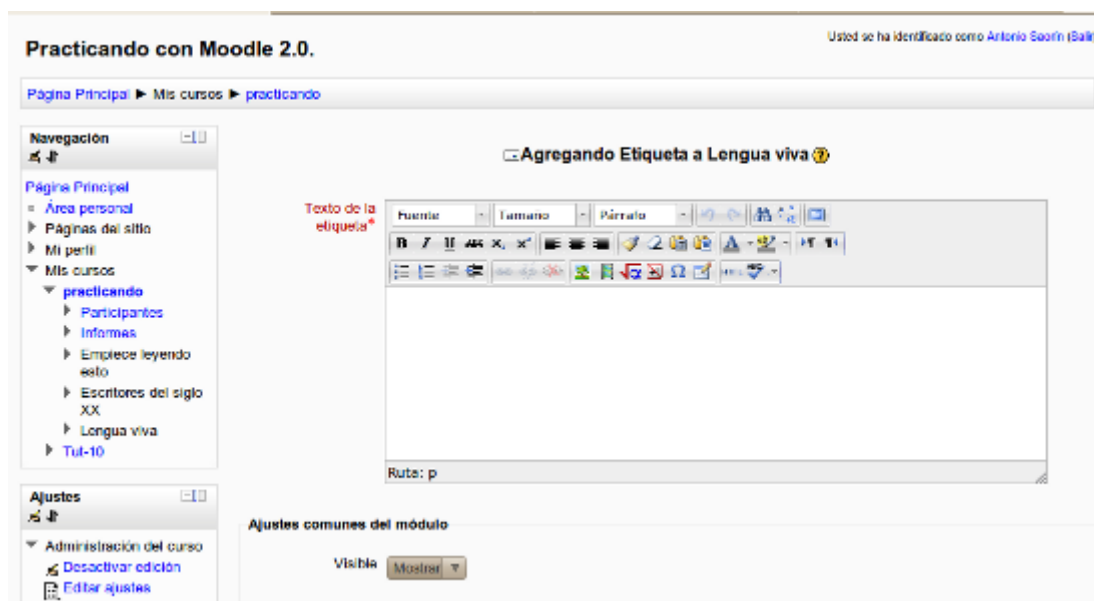 Practicando con Moodle 2.0.
Usted se ha identificado como Antonio Saorín (Salir
Página Principal ► Mis cursos ► practicando
Navegación
Página Principal
Área personal
Páginas del sitio
Mi perfil
Mis cursos
practicando
Participantes
Informes
Empiece leyendo
esto
Escritores del siglo
XX
Lengua viva
Tut-10
Ajustes
Administración del curso
Desactivar edición
Editar ajustes
Agregando Etiqueta a Lengua viva
Texto de la
etiqueta*
Fuente Tamaño Párrafo
Ruta: p
Ajustes comunes del módulo
Visible Mostrar